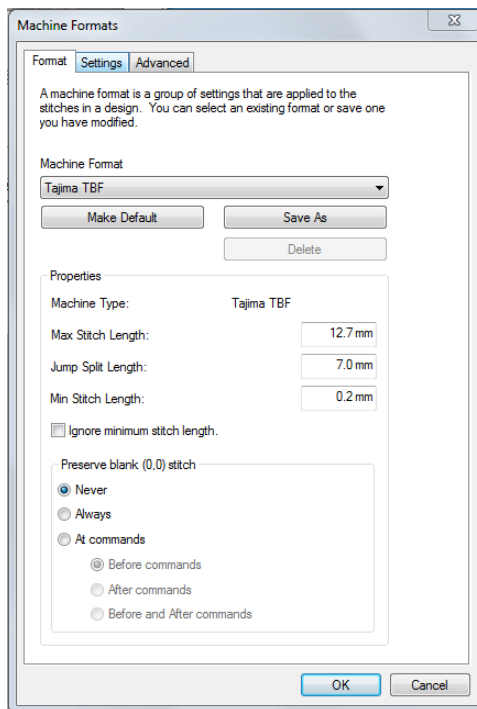 Machine Formats
Format Settings Advanced
A machine format is a group of settings that are applied to the
stitches in a design. You can select an existing format or save one
you have modified.
Machine Format
Tajima TBF
Make Default Save As
Delete
Properties
Machine Type: Tajima TBF
Max Stitch Length: 12.7 mm
Jump Split Length: 7.0 mm
Min Stitch Length: 0.2 mm
Ignore minimum stitch length.
Preserve blank (0,0) stitch
Never
Always
At commands
Before commands
After commands
Before and After commands
OK Cancel